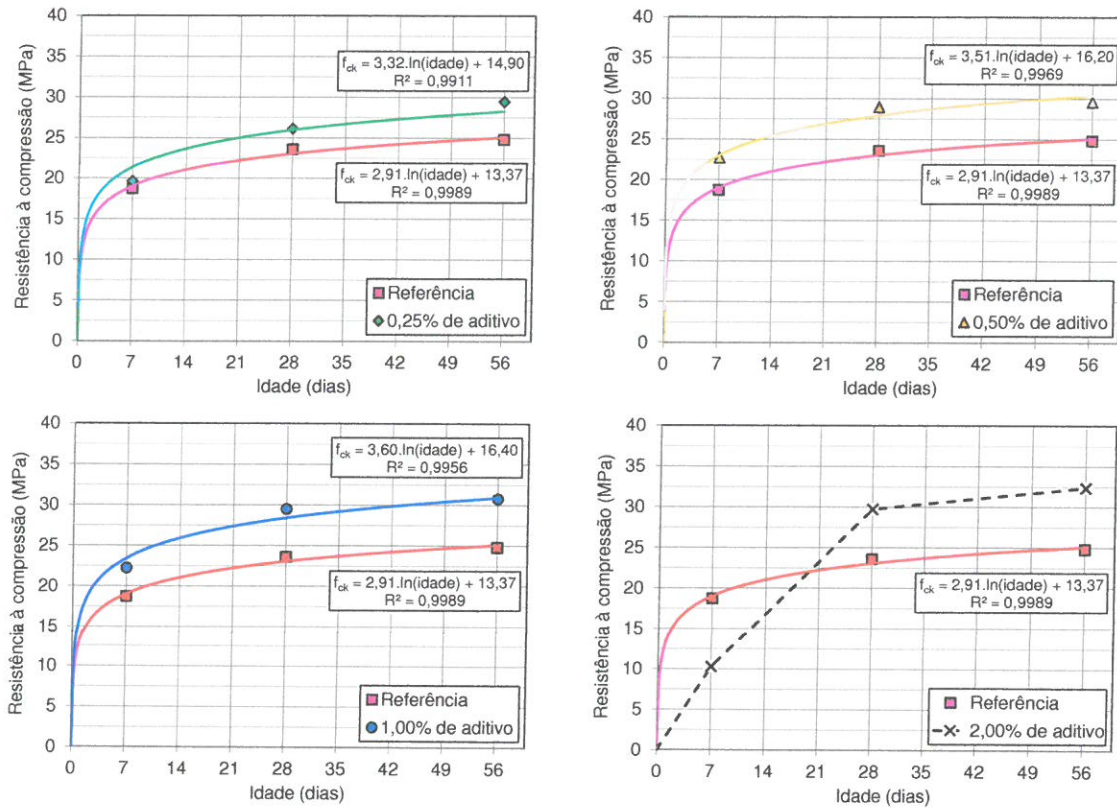 Resistência à compressão (MPa)
40
35
30
25
20
15
10
5
0
f_ck = 3,32.ln(idade) + 14,90
R² = 0,9911
f_ck = 2,91.ln(idade) + 13,37
R² = 0,9989
Referência
0,25% de aditivo
0 7 14 21 28 35 42 49 56
Idade (dias)
Resistência à compressão (MPa)
40
35
30
25
20
15
10
5
0
f_ck = 3,51.ln(idade) + 16,20
R² = 0,9969
f_ck = 2,91.ln(idade) + 13,37
R² = 0,9989
Referência
0,50% de aditivo
0 7 14 21 28 35 42 49 56
Idade (dias)
Resistência à compressão (MPa)
40
35
30
25
20
15
10
5
0
f_ck = 3,60.ln(idade) + 16,40
R² = 0,9956
f_ck = 2,91.ln(idade) + 13,37
R² = 0,9989
Referência
1,00% de aditivo
0 7 14 21 28 35 42 49 56
Idade (dias)
Resistência à compressão (MPa)
40
35
30
25
20
15
10
5
0
f_ck = 2,91.ln(idade) + 13,37
R² = 0,9989
Referência
2,00% de aditivo
0 7 14 21 28 35 42 49 56
Idade (dias)